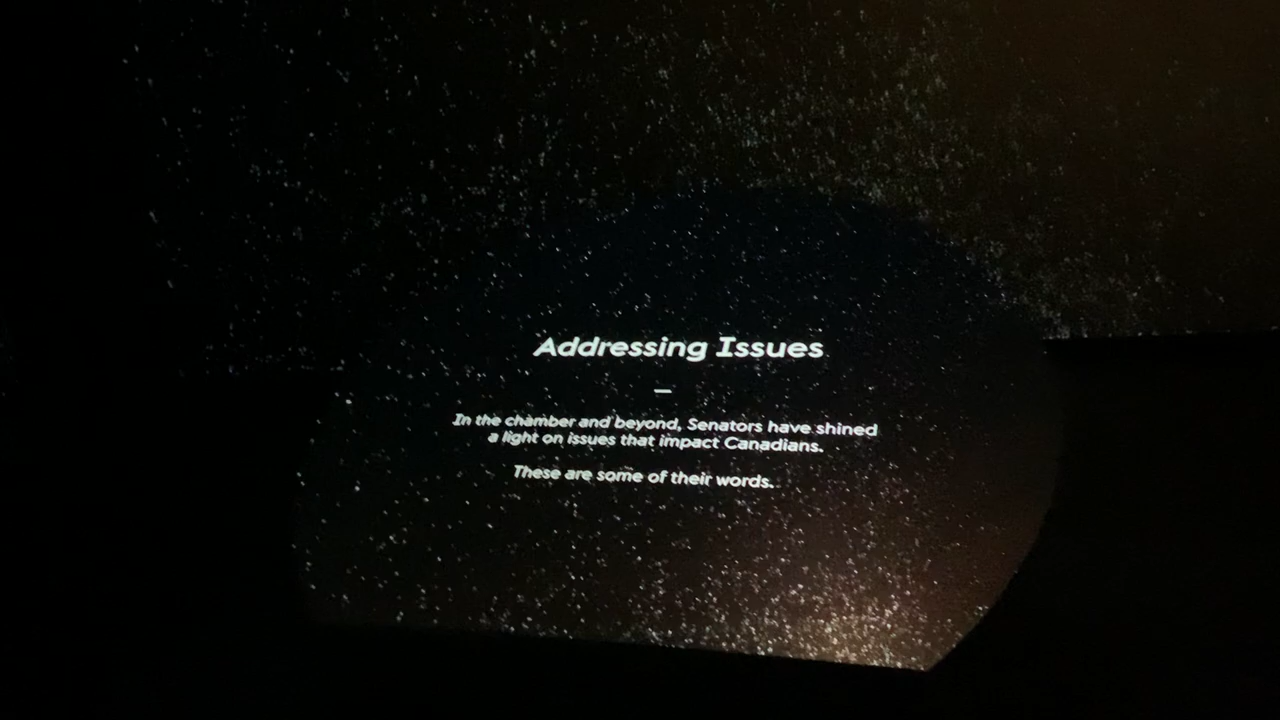 Addressing Issues
—
In the chamber and beyond, Senators have shined
a light on issues that impact Canadians.
These are some of their words.